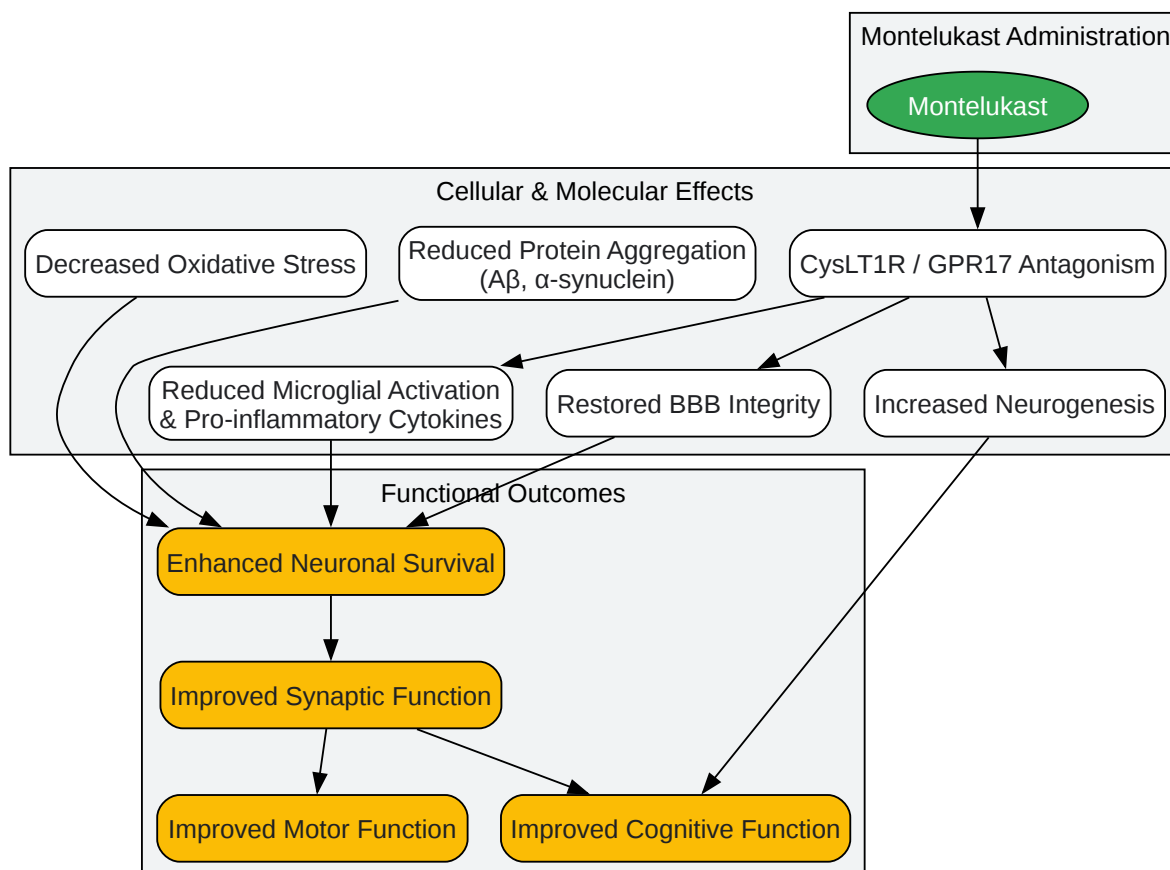 Montelukast Administration
Montelukast
Cellular & Molecular Effects
Decreased Oxidative Stress
Reduced Protein Aggregation
(Aβ, α-synuclein)
CysLT1R / GPR17 Antagonism
Reduced Microglial Activation
& Pro-inflammatory Cytokines
Restored BBB Integrity
Increased Neurogenesis
Functional Outcomes
Enhanced Neuronal Survival
Improved Synaptic Function
Improved Motor Function
Improved Cognitive Function